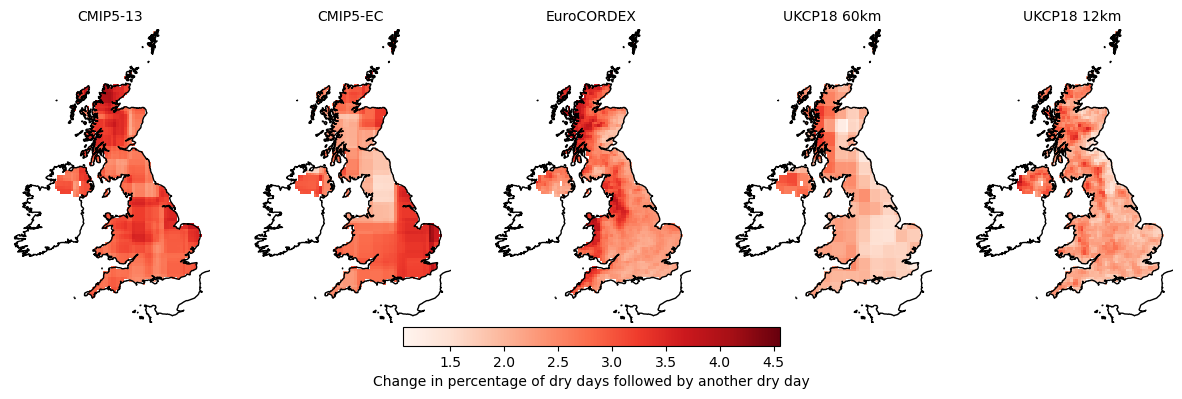 CMIP5-13 CMIP5-EC EuroCORDEX UKCP18 60km UKCP18 12km
1.5 2.0 2.5 3.0 3.5 4.0 4.5
Change in percentage of dry days followed by another dry day